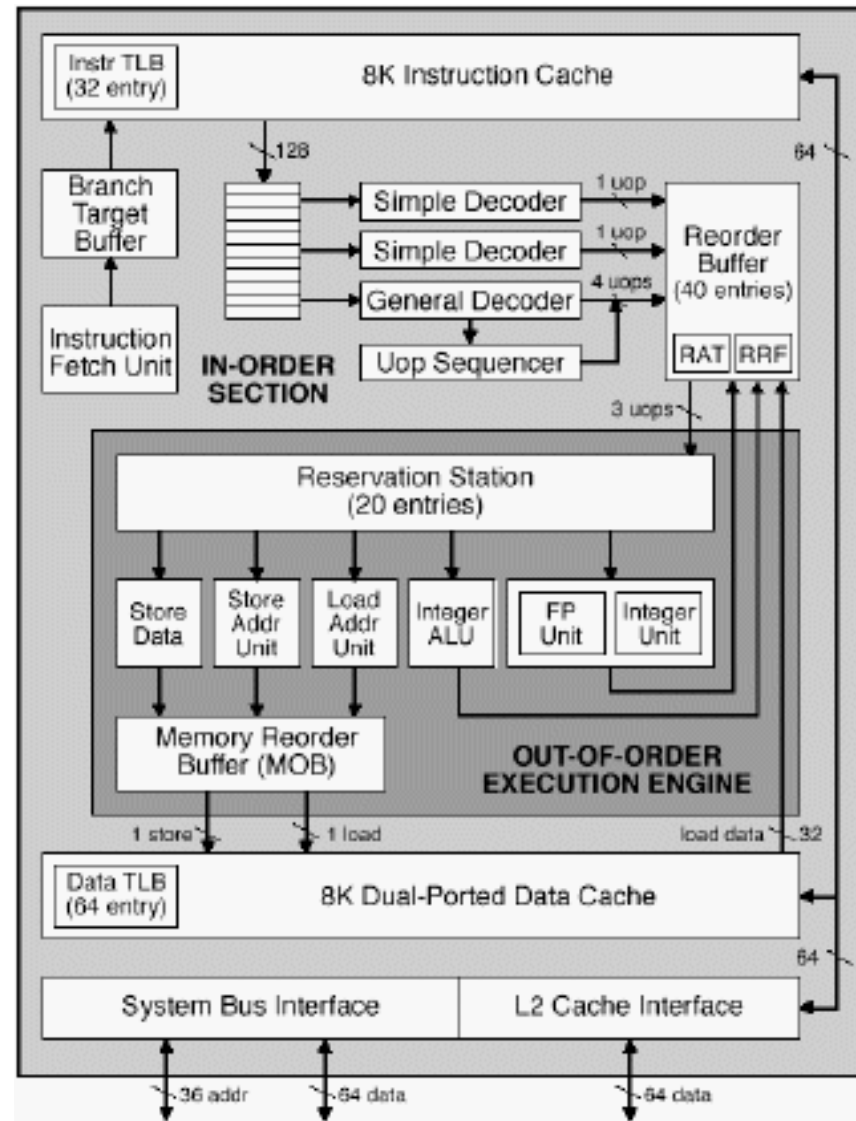 Instr TLB
(32 entry)
8K Instruction Cache
128
64
Branch
Target
Buffer
Instruction
Fetch Unit
Simple Decoder
1 uop
Simple Decoder
1 uop
General Decoder
4 uops
Uop Sequencer
Reorder
Buffer
(40 entries)
RAT
RRF
IN-ORDER
SECTION
3 uops
Reservation Station
(20 entries)
Store
Data
Store
Addr
Unit
Load
Addr
Unit
Integer
ALU
FP
Unit
Integer
Unit
Memory Reorder
Buffer (MOB)
OUT-OF-ORDER
EXECUTION ENGINE
1 store
1 load
load data
32
Data TLB
(64 entry)
8K Dual-Ported Data Cache
64
System Bus Interface
L2 Cache Interface
36 addr
64 data
64 data